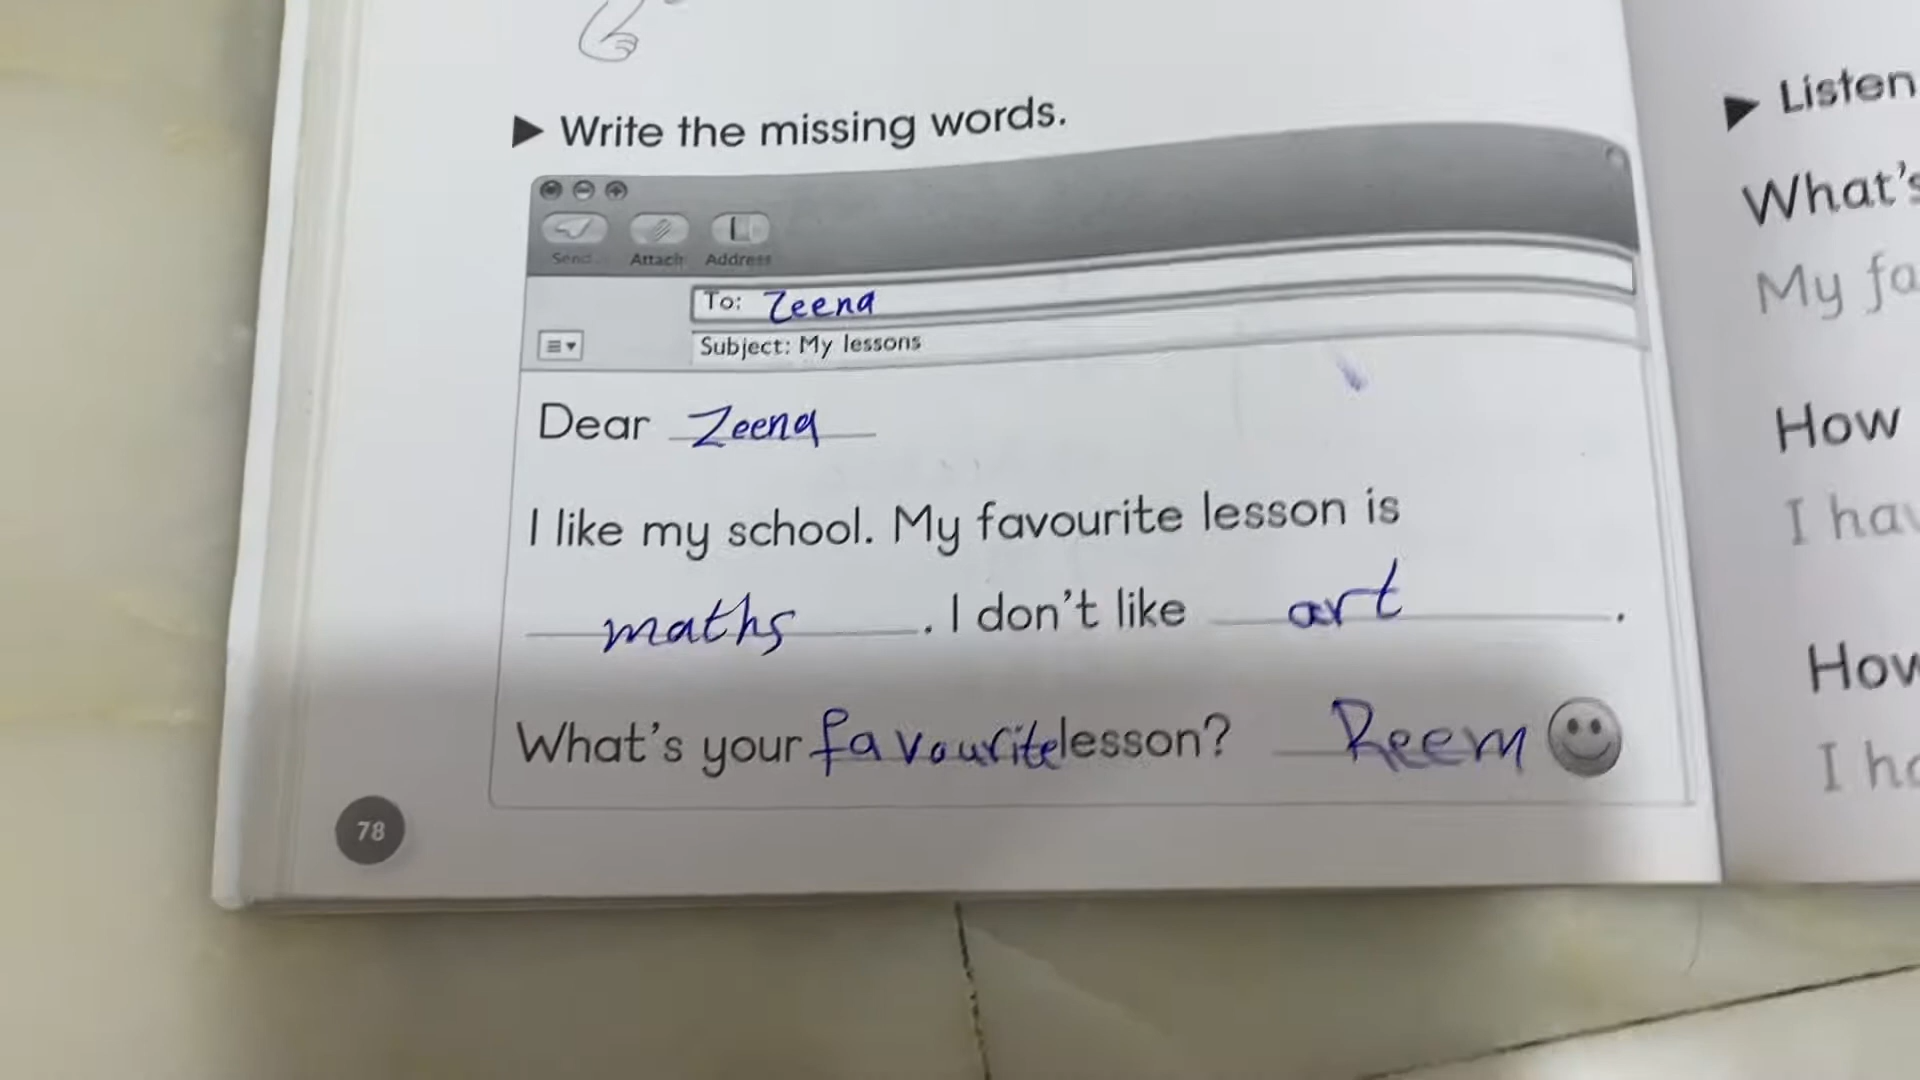 Write the missing words.
Send Attach Address
To: Zeena
Subject: My lessons
Dear Zeena
I like my school. My favourite lesson is
maths. I don't like art.
What's your favourite lesson? Reem
78
Listen
What's
My fa
How
I hav
How
I ha